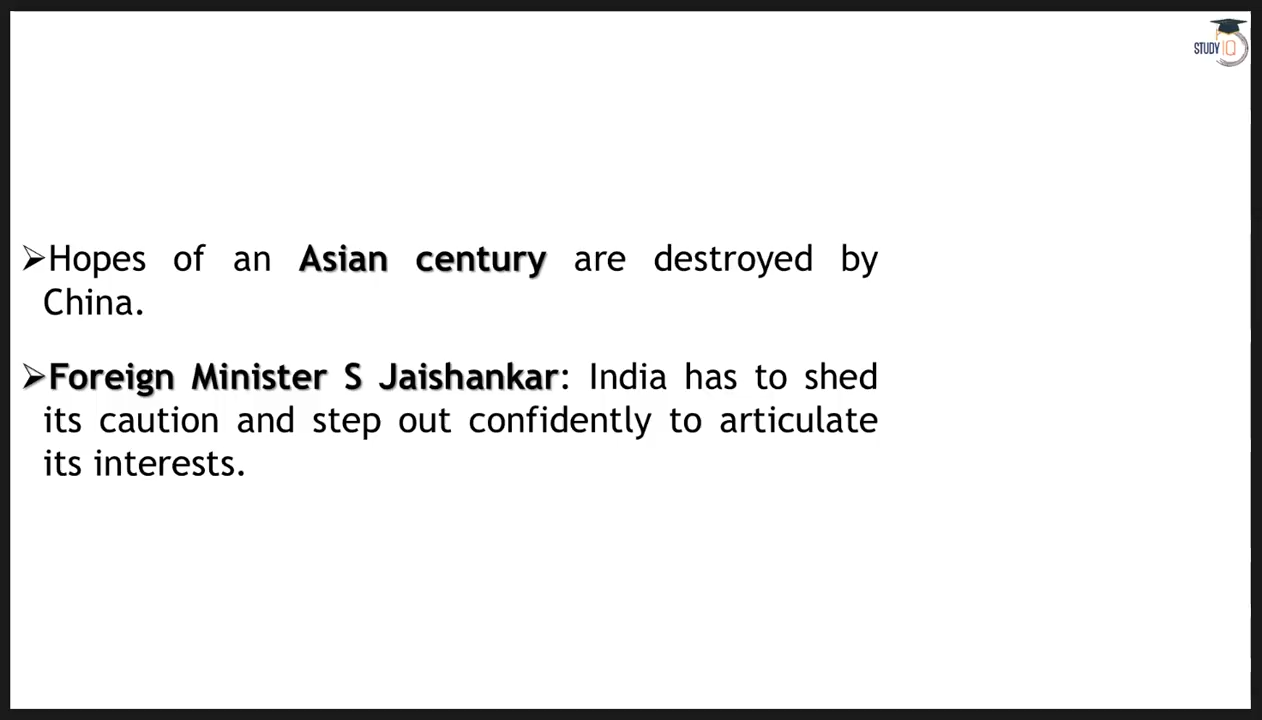 STUDY IQ
➢Hopes of an Asian century are destroyed by
China.
➢Foreign Minister S Jaishankar: India has to shed
its caution and step out confidently to articulate
its interests.